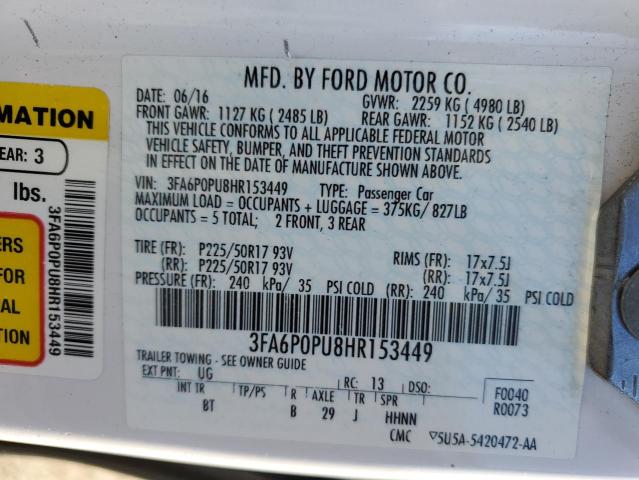 MFD. BY FORD MOTOR CO.
DATE: 06/16 GVWR: 2259 KG ( 4980 LB)
FRONT GAWR: 1127 KG ( 2485 LB) REAR GAWR: 1152 KG ( 2540 LB)
THIS VEHICLE CONFORMS TO ALL APPLICABLE FEDERAL MOTOR
VEHICLE SAFETY, BUMPER, AND THEFT PREVENTION STANDARDS
IN EFFECT ON THE DATE OF MANUFACTURE SHOWN ABOVE.
VIN: 3FA6P0PU8HR153449 TYPE: Passenger Car
MAXIMUM LOAD = OCCUPANTS + LUGGAGE = 375KG/ 827LB
OCCUPANTS = 5 TOTAL; 2 FRONT, 3 REAR
TIRE (FR): P225/50R17 93V RIMS (FR): 17x7.5J
(RR): P225/50R17 93V (RR): 17x7.5J
PRESSURE (FR): 240 kPa/ 35 PSI COLD (RR): 240 kPa/ 35 PSI COLD
3FA6P0PU8HR153449
TRAILER TOWING - SEE OWNER GUIDE
EXT PNT: UG RC: 13 DSO:
INT TR TP/PS R AXLE TR SPR
BT B 29 J HHNN
F0040
R0073
CMC 5U5A-5420472-AA
MATION
EAR: 3
lbs.
ERS
FOR
AL
ON
3FA6P0PU8HR153449